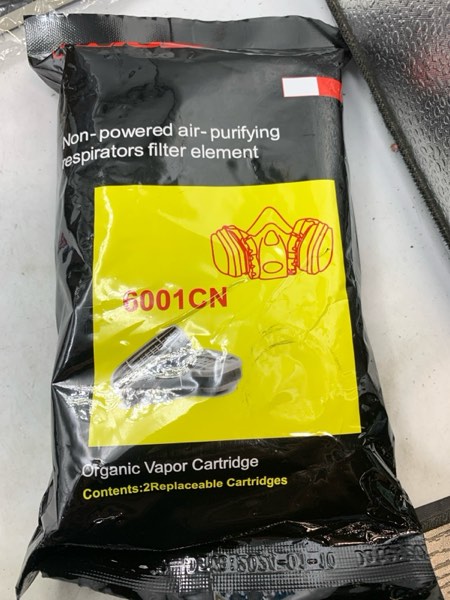 Non-powered air-purifying
respirators filter element
6001CN
Organic Vapor Cartridge
Contents:2Replaceable Cartridges